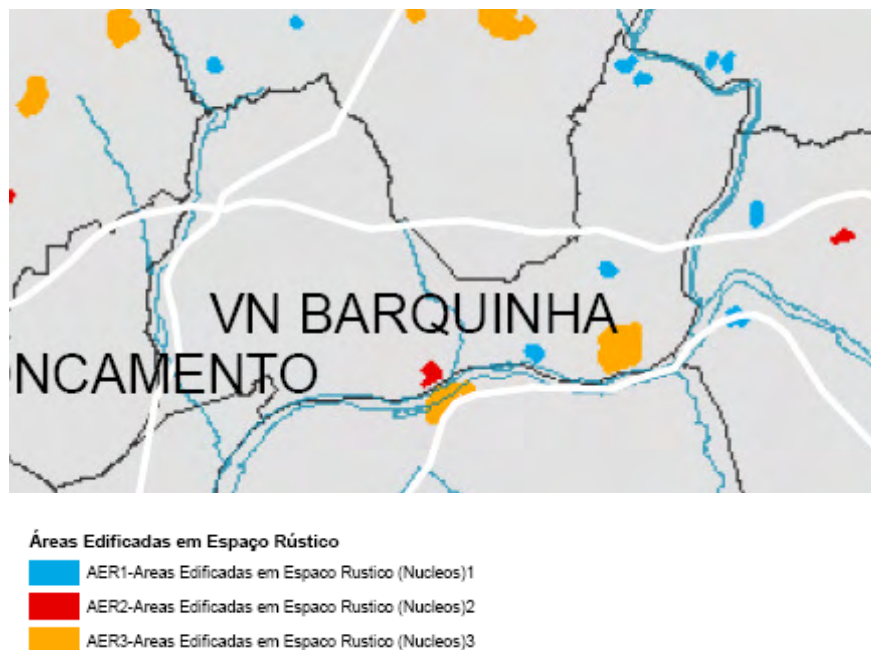 VN BARQUINHA
ONCAMENTO
Áreas Edificadas em Espaço Rústico
AER1-Areas Edificadas em Espaco Rustico (Nucleos)1
AER2-Areas Edificadas em Espaco Rustico (Nucleos)2
AER3-Areas Edificadas em Espaco Rustico (Nucleos)3